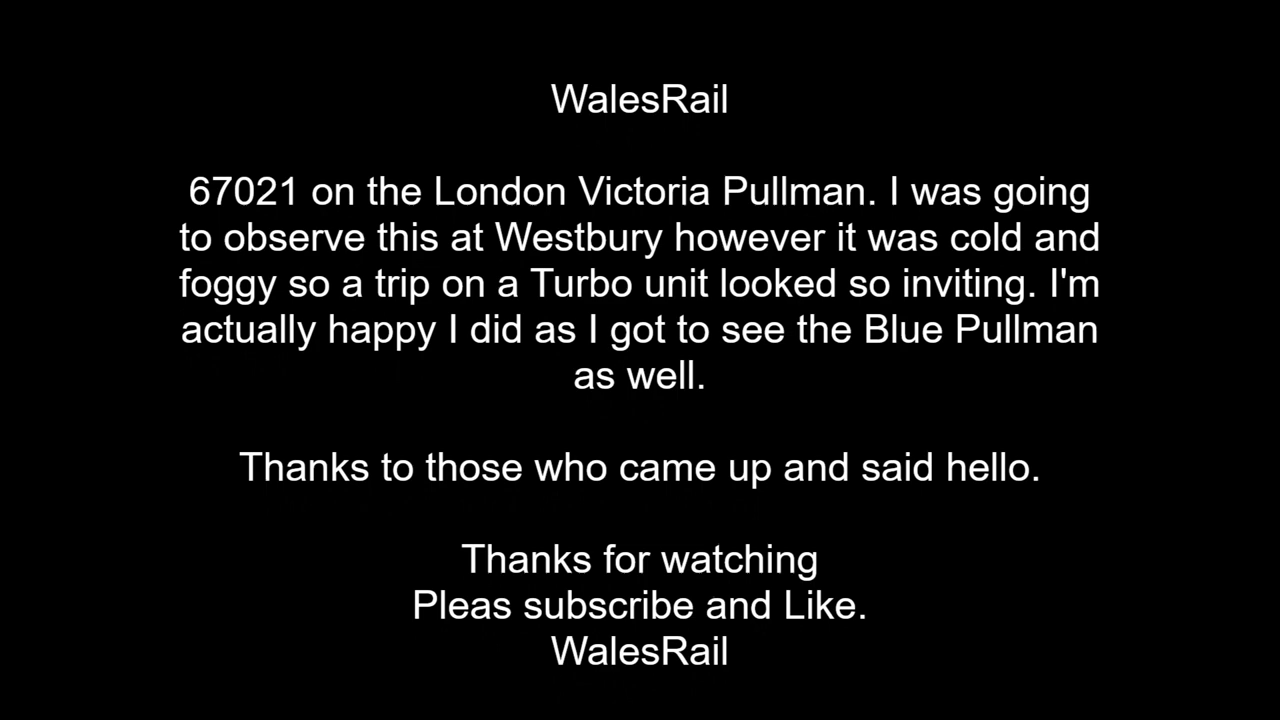 WalesRail
67021 on the London Victoria Pullman. I was going
to observe this at Westbury however it was cold and
foggy so a trip on a Turbo unit looked so inviting. I'm
actually happy I did as I got to see the Blue Pullman
as well.
Thanks to those who came up and said hello.
Thanks for watching
Pleas subscribe and Like.
WalesRail